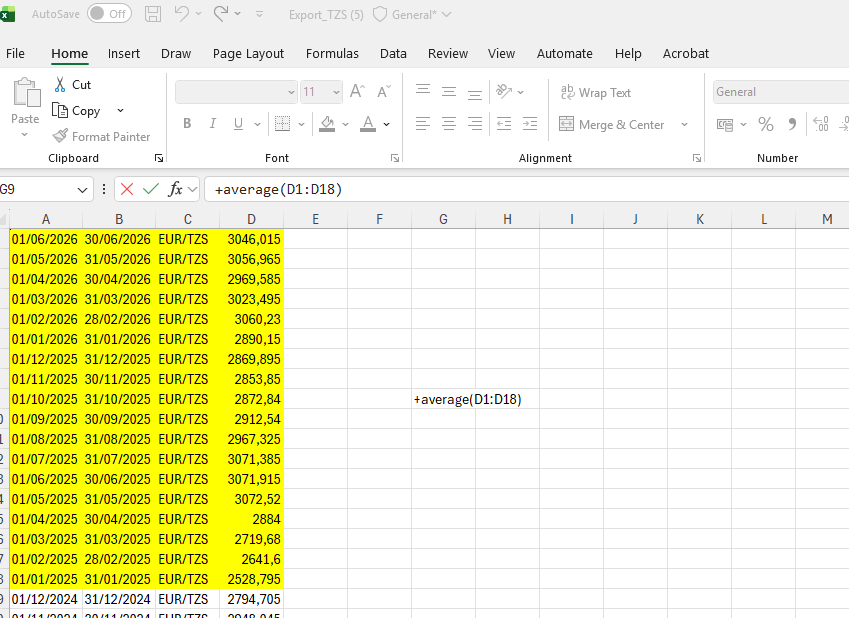 AutoSave Off Export_TZS (5) General*
File Home Insert Draw Page Layout Formulas Data Review View Automate Help Acrobat
Paste
Cut
Copy
Format Painter
Clipboard
11 A A
B I U A
Font
ab Wrap Text
Merge & Center
Alignment
General
% ,
Number
G9 fx +average(D1:D18)
A B C D E F G H I J K L M
01/06/2026 30/06/2026 EUR/TZS 3046,015
01/05/2026 31/05/2026 EUR/TZS 3056,965
01/04/2026 30/04/2026 EUR/TZS 2969,585
01/03/2026 31/03/2026 EUR/TZS 3023,495
01/02/2026 28/02/2026 EUR/TZS 3060,23
01/01/2026 31/01/2026 EUR/TZS 2890,15
01/12/2025 31/12/2025 EUR/TZS 2869,895
01/11/2025 30/11/2025 EUR/TZS 2853,85
01/10/2025 31/10/2025 EUR/TZS 2872,84 +average(D1:D18)
01/09/2025 30/09/2025 EUR/TZS 2912,54
01/08/2025 31/08/2025 EUR/TZS 2967,325
01/07/2025 31/07/2025 EUR/TZS 3071,385
01/06/2025 30/06/2025 EUR/TZS 3071,915
01/05/2025 31/05/2025 EUR/TZS 3072,52
01/04/2025 30/04/2025 EUR/TZS 2884
01/03/2025 31/03/2025 EUR/TZS 2719,68
01/02/2025 28/02/2025 EUR/TZS 2641,6
01/01/2025 31/01/2025 EUR/TZS 2528,795
01/12/2024 31/12/2024 EUR/TZS 2794,705
01/11/2024 30/11/2024 EUR/TZS 2948,045